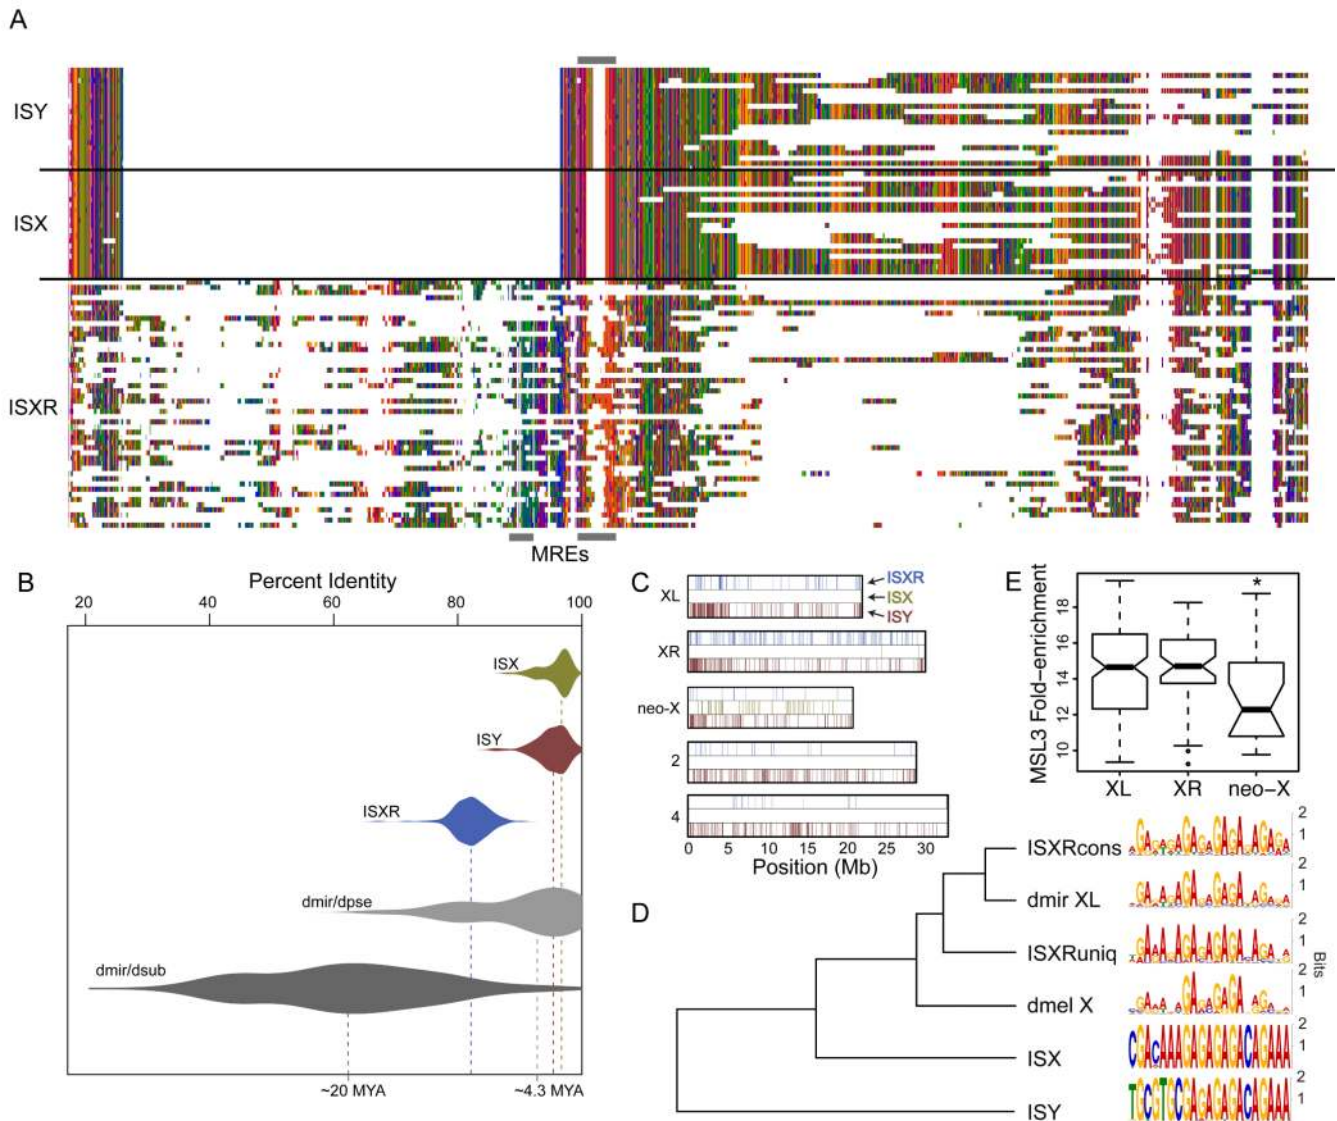 A
ISY
ISX
ISXR
MREs
B
Percent Identity
20 40 60 80 100
ISX
ISY
ISXR
dmir/dpse
dmir/dsub
~20 MYA ~4.3 MYA
C
XL
XR
neo-X
2
4
ISXR
ISX
ISY
0 5 10 15 20 25 30
Position (Mb)
E
MSL3 Fold-enrichment
10 12 14 16 18
*
XL XR neo-X
D
ISXRcons
dmir XL
ISXRuniq
dmel X
ISX
ISY
2
1
2
1
2
1
2
1
2
1
2
1
Bits
CGACAAAGAGAGAGACAGAAA
TGCGTGCGAGAGAGACAGAAA